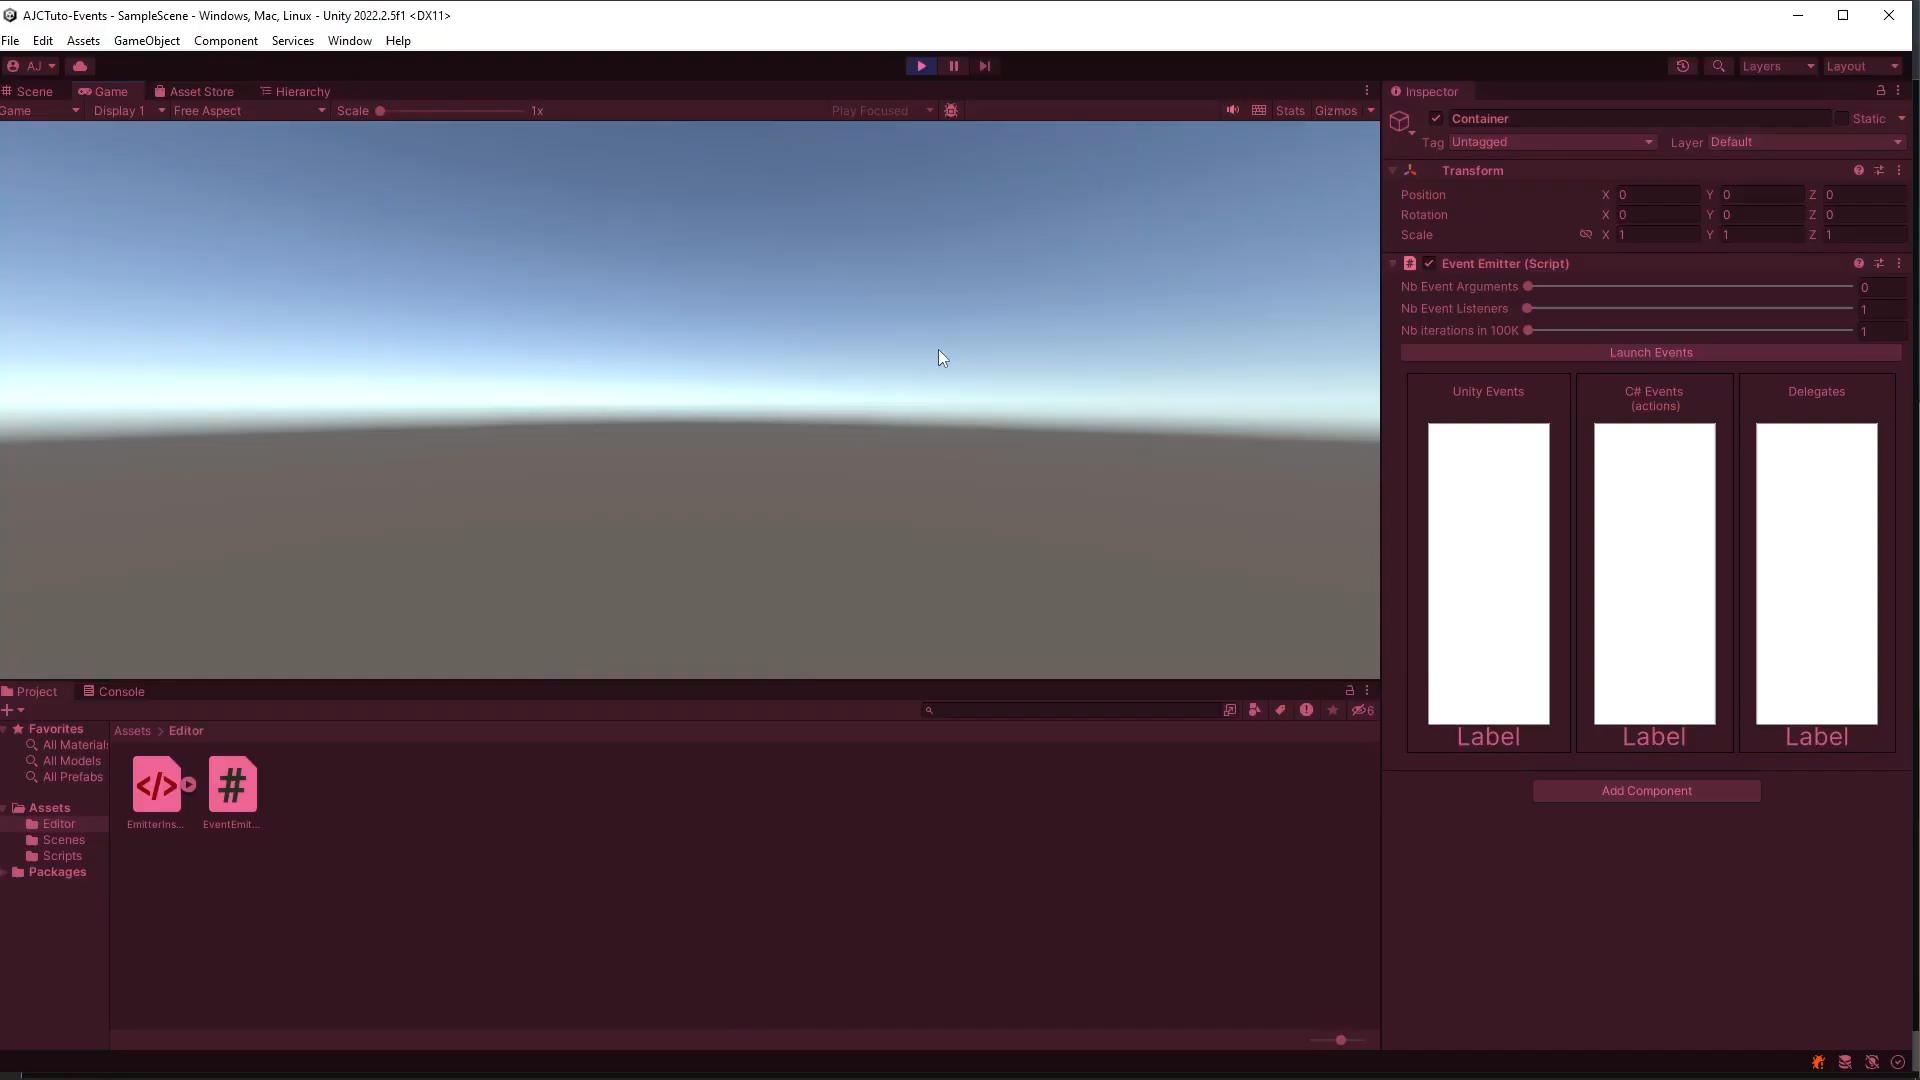 AJCTuto-Events - SampleScene - Windows, Mac, Linux - Unity 2022.2.5f1 <DX11>
File Edit Assets GameObject Component Services Window Help
AJ Layers Layout
Scene Game Asset Store Hierarchy
Game Display 1 Free Aspect Scale 1x Play Focused Stats Gizmos
Inspector
Container Static
Tag Untagged Layer Default
Transform
Position X 0 Y 0 Z 0
Rotation X 0 Y 0 Z 0
Scale X 1 Y 1 Z 1
# Event Emitter (Script)
Nb Event Arguments 0
Nb Event Listeners 1
Nb iterations in 100K 1
Launch Events
Unity Events
C# Events
(actions)
Delegates
Label Label Label
Add Component
Project Console
6
Favorites
All Materials
All Models
All Prefabs
Assets
Editor
Scenes
Scripts
Packages
Assets > Editor
</> #
EmitterIns... EventEmit...